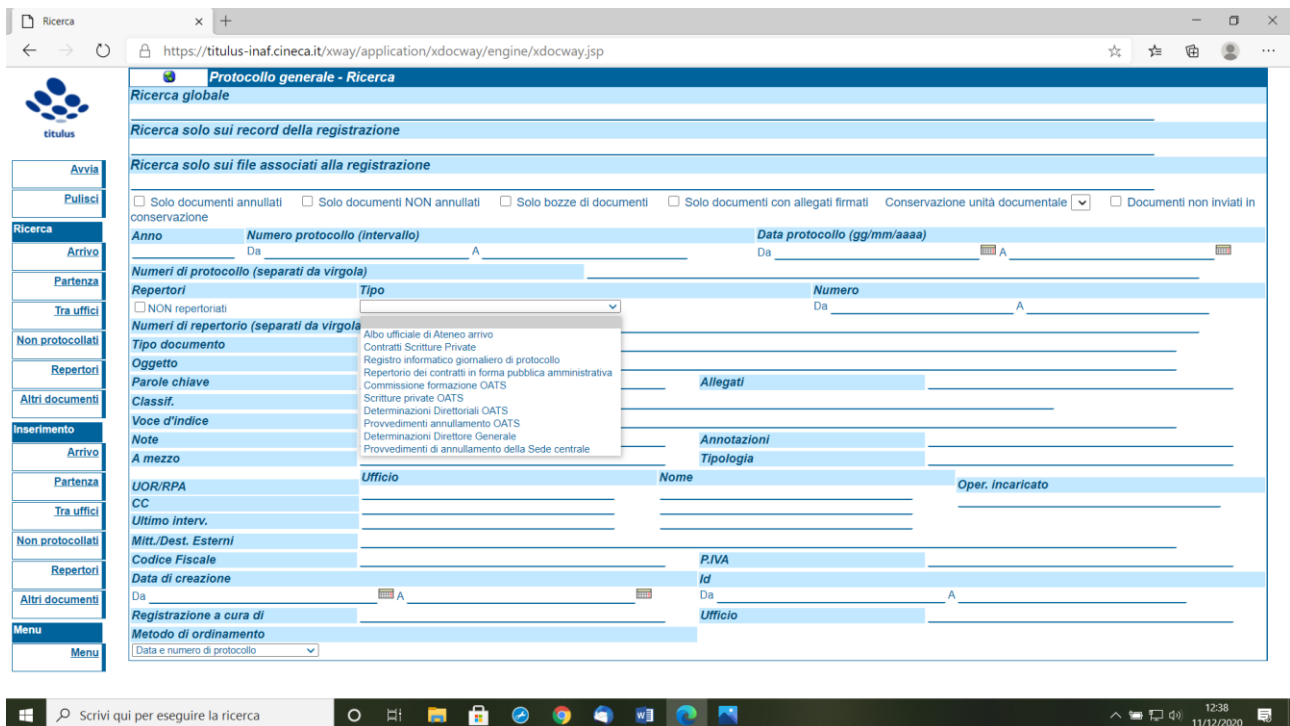 Ricerca
https://titulus-inaf.cineca.it/xway/application/xdocway/engine/xdocway.jsp
titulus
Avvia
Pulisci
Ricerca
Arrivo
Partenza
Tra uffici
Non protocollati
Repertori
Altri documenti
Inserimento
Arrivo
Partenza
Tra uffici
Non protocollati
Repertori
Altri documenti
Menu
Menu
Protocollo generale - Ricerca
Ricerca globale
Ricerca solo sui record della registrazione
Ricerca solo sui file associati alla registrazione
Solo documenti annullati Solo documenti NON annullati Solo bozze di documenti Solo documenti con allegati firmati Conservazione unità documentale Documenti non inviati in
conservazione
Anno Numero protocollo (intervallo) Data protocollo (gg/mm/aaaa)
Da A Da A
Numeri di protocollo (separati da virgola)
Repertori Tipo Numero
NON repertoriati Da A
Numeri di repertorio (separati da virgola
Albo ufficiale di Ateneo arrivo
Contratti Scritture Private
Registro informatico giornaliero di protocollo
Repertorio dei contratti in forma pubblica amministrativa
Commissione formazione OATS
Scritture private OATS
Determinazioni Direttoriali OATS
Provvedimenti annullamento OATS
Determinazioni Direttore Generale
Provvedimenti di annullamento della Sede centrale
Tipo documento
Oggetto
Parole chiave Allegati
Classif.
Voce d'indice
Note Annotazioni
A mezzo Tipologia
Ufficio Nome
UOR/RPA Oper. incaricato
CC
Ultimo interv.
Mitt./Dest. Esterni
Codice Fiscale P.IVA
Data di creazione Id
Da A Da A
Registrazione a cura di Ufficio
Metodo di ordinamento
Data e numero di protocollo
Scrivi qui per eseguire la ricerca
12:38
11/12/2020